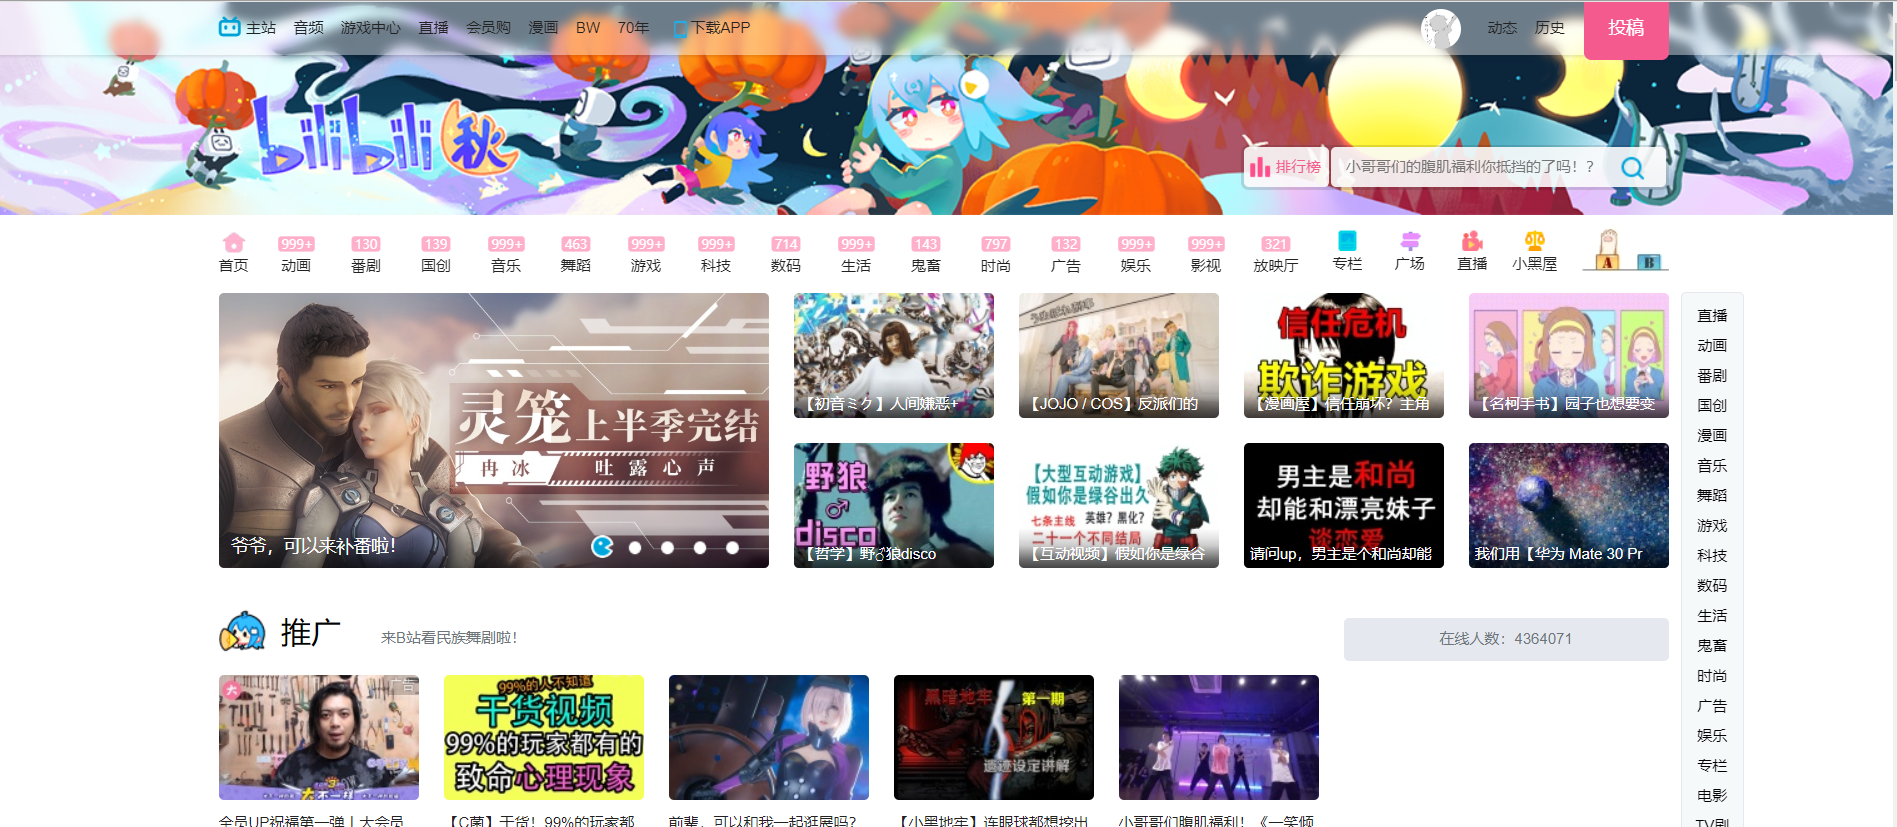 主站 音频 游戏中心 直播 会员购 漫画 BW 70年 下载APP
动态 历史 投稿
bilibili 秋
排行榜 小哥哥们的腹肌福利你抵挡的了吗！？
999+ 130 139 999+ 463 999+ 999+ 714 999+ 143 797 132 999+ 999+ 321
首页 动画 番剧 国创 音乐 舞蹈 游戏 科技 数码 生活 鬼畜 时尚 广告 娱乐 影视 放映厅 专栏 广场 直播 小黑屋
A B
灵笼上半季完结
冉冰 吐露心声
爷爷，可以来补番啦！
【初音ミク】人间嫌恶+
【JOJO / COS】反派们的
信任危机
欺诈游戏
【漫画屋】信任崩坏？主角
【名柯手书】园子也想要变
野狼
disco
【哲学】野♂狼disco
【大型互动游戏】
假如你是绿谷出久
七条主线 英雄？黑化？
二十一个不同结局
【互动视频】假如你是绿谷
男主是和尚
却能和漂亮妹子
谈恋爱
请问up，男主是个和尚却能
我们用【华为 Mate 30 Pr
推广 来B站看民族舞剧啦！
在线人数：4364071
广告
大
99%的人不知道
干货视频
99%的玩家都有的
致命心理现象
黑暗地牢 第一期
遗迹设定讲解
全员UP祝福第一弹丨大会员
【C菌】干货！99%的玩家都
前辈，可以和我一起逛展吗？
【小黑地牢】连眼球都想挖出
小哥哥们腹肌福利！《一笑倾
直播
动画
番剧
国创
漫画
音乐
舞蹈
游戏
科技
数码
生活
鬼畜
时尚
广告
娱乐
专栏
电影
TV剧